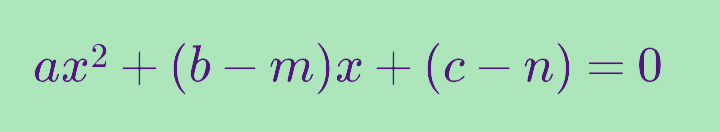 ax² + (b − m)x + (c − n) = 0